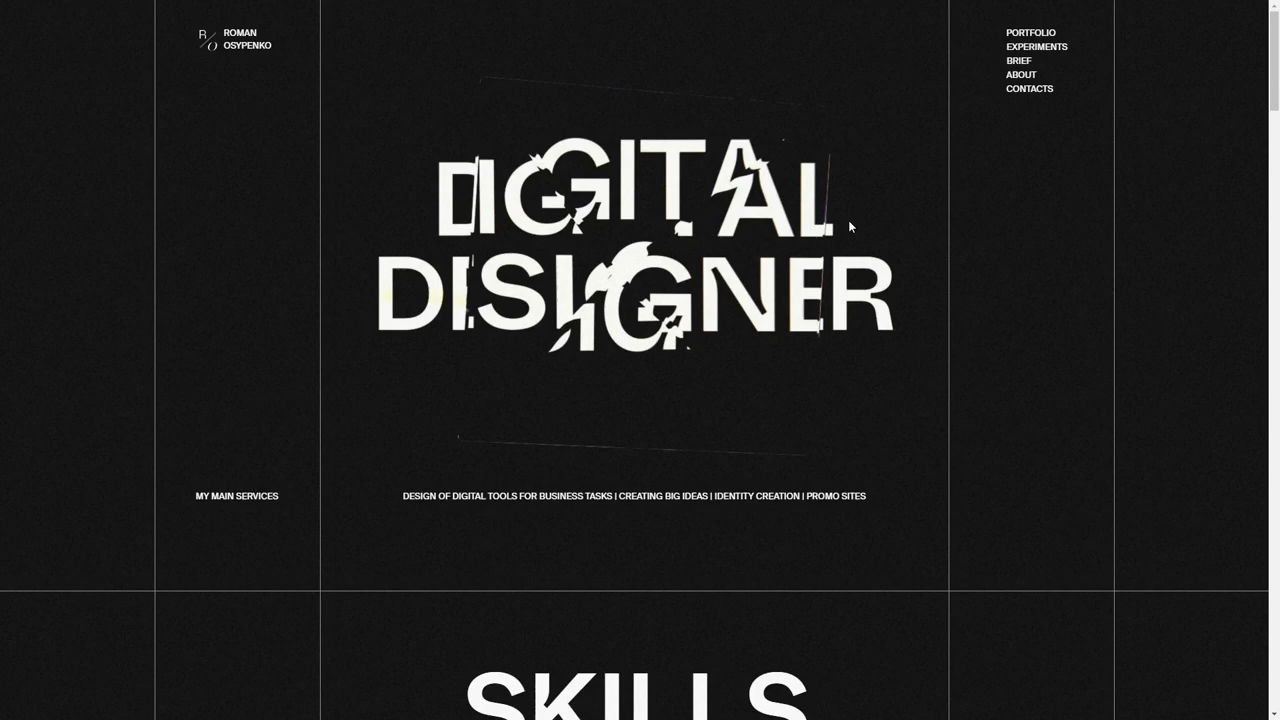 R
O
ROMAN
OSYPENKO
PORTFOLIO
EXPERIMENTS
BRIEF
ABOUT
CONTACTS
DIGITAL
DESIGNER
MY MAIN SERVICES
DESIGN OF DIGITAL TOOLS FOR BUSINESS TASKS | CREATING BIG IDEAS | IDENTITY CREATION | PROMO SITES
SKILLS